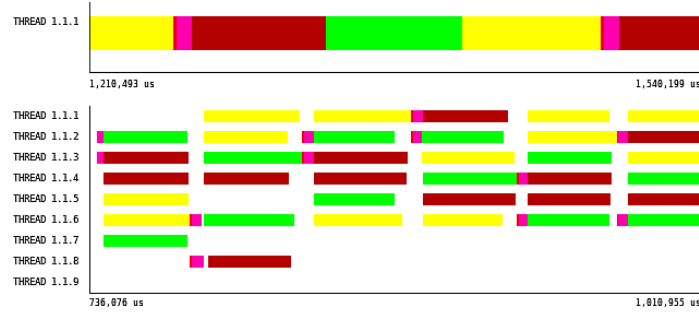 THREAD 1.1.1
1,210,493 us 1,540,199 us
THREAD 1.1.1
THREAD 1.1.2
THREAD 1.1.3
THREAD 1.1.4
THREAD 1.1.5
THREAD 1.1.6
THREAD 1.1.7
THREAD 1.1.8
THREAD 1.1.9
736,076 us 1,010,955 us